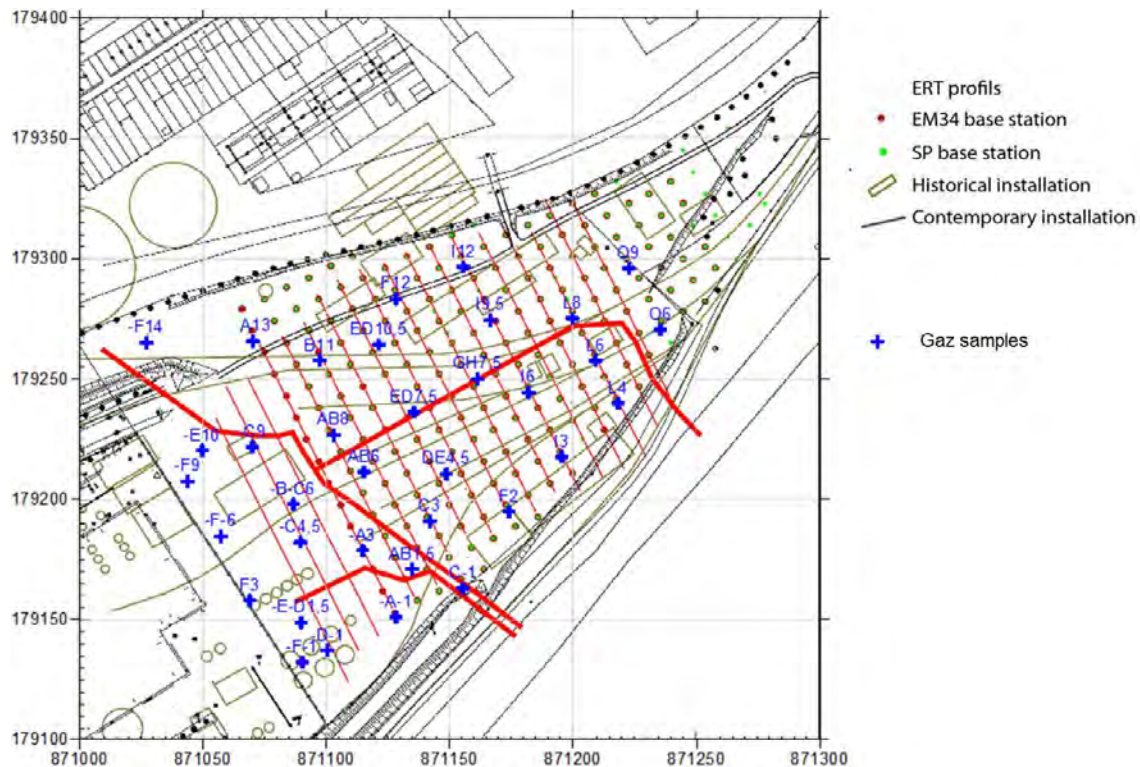 179400
179350
179300
179250
179200
179150
179100
871000
871050
871100
871150
871200
871250
871300
ERT profils
EM34 base station
SP base station
Historical installation
Contemporary installation
Gaz samples
I12
Q9
F12
I9,5
L8
Q6
-F14
A13
ED10,5
B11
L6
GH7,5
I6
L4
ED7,5
AB8
C9
-E10
I3
-F9
AB6
DE4,5
-B-C6
F2
C3
-F-6
-C4,5
-A3
AB1,5
C-1
F3
-E-D1,5
-A-1
-D-1
-F-1